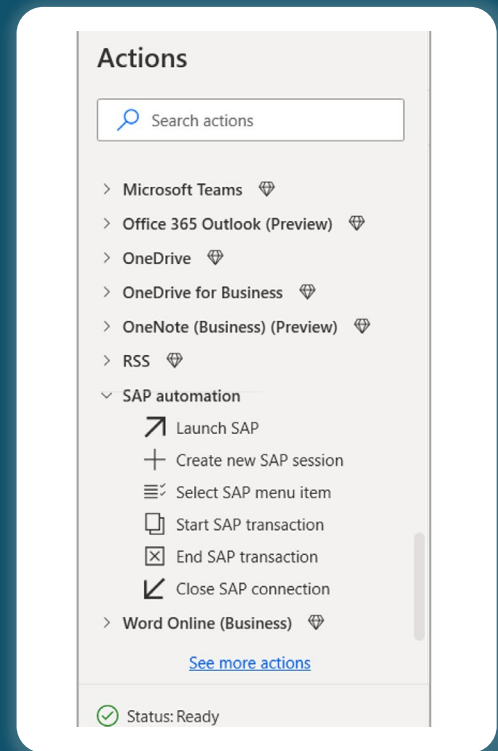 Actions
Search actions
Microsoft Teams
Office 365 Outlook (Preview)
OneDrive
OneDrive for Business
OneNote (Business) (Preview)
RSS
SAP automation
Launch SAP
Create new SAP session
Select SAP menu item
Start SAP transaction
End SAP transaction
Close SAP connection
Word Online (Business)
See more actions
Status: Ready